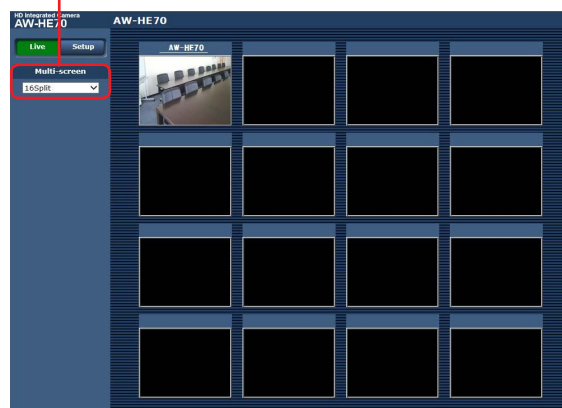 HD Integrated Camera
AW-HE70
AW-HE70
Live Setup
Multi-screen
16Split
AW-HE70